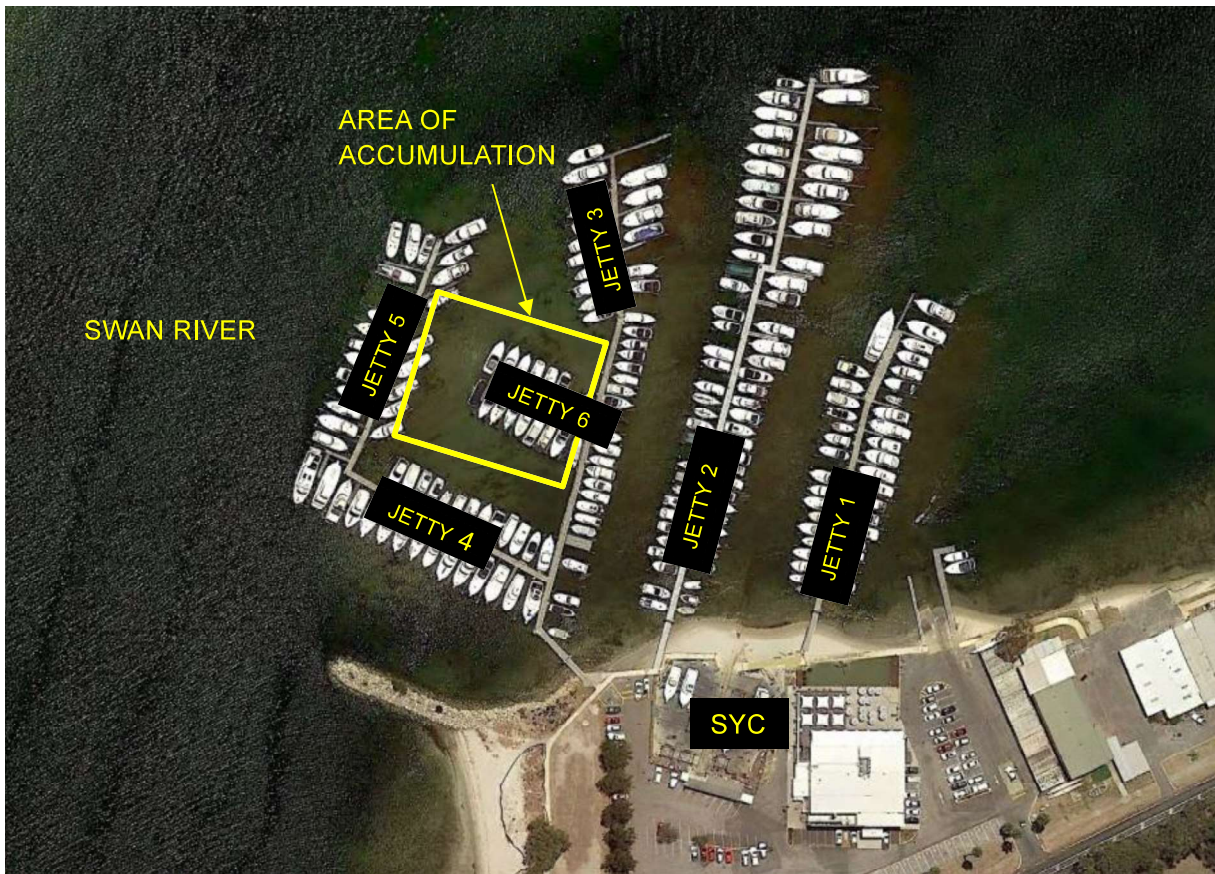 AREA OF
ACCUMULATION
SWAN RIVER
JETTY 5
JETTY 6
JETTY 3
JETTY 4
JETTY 2
JETTY 1
SYC